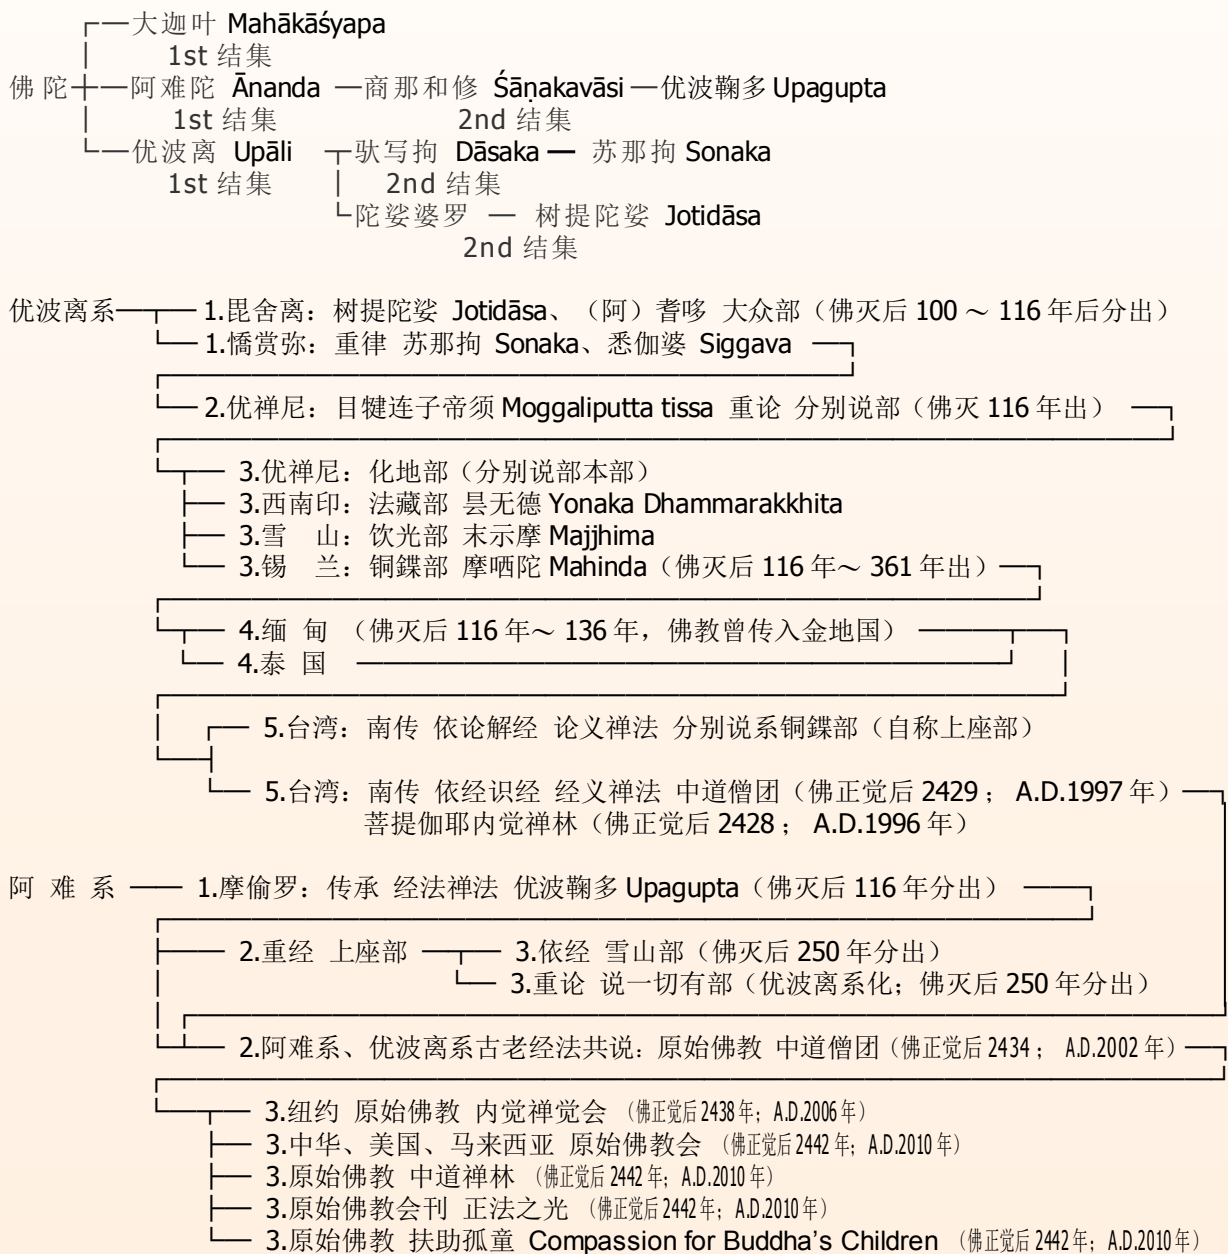 大迦叶 Mahākāśyapa
1st 结集
佛陀 阿难陀 Ānanda 商那和修 Śāṇakavāsi 优波鞠多 Upagupta
1st 结集 2nd 结集
优波离 Upāli 驮写拘 Dāsaka 苏那拘 Sonaka
1st 结集 2nd 结集
陀娑婆罗 树提陀娑 Jotidāsa
2nd 结集
优波离系 1.毘舍离：树提陀娑 Jotidāsa、（阿）耆哆 大众部（佛灭后 100 ～ 116 年后分出）
1.憍赏弥：重律 苏那拘 Sonaka、悉伽婆 Siggava
2.优禅尼：目犍连子帝须 Moggaliputta tissa 重论 分别说部（佛灭 116 年出）
3.优禅尼：化地部（分别说部本部）
3.西南印：法藏部 昙无德 Yonaka Dhammarakkhita
3.雪 山：饮光部 末示摩 Majjhima
3.锡 兰：铜鍱部 摩哂陀 Mahinda（佛灭后 116 年～ 361 年出）
4.缅 甸 （佛灭后 116 年～ 136 年，佛教曾传入金地国）
4.泰 国
5.台湾：南传 依论解经 论义禅法 分别说系铜鍱部（自称上座部）
5.台湾：南传 依经识经 经义禅法 中道僧团（佛正觉后 2429 ； A.D.1997 年）
菩提伽耶内觉禅林（佛正觉后 2428 ； A.D.1996 年）
阿 难 系 1.摩偷罗：传承 经法禅法 优波鞠多 Upagupta（佛灭后 116 年分出）
2.重经 上座部 3.依经 雪山部（佛灭后 250 年分出）
3.重论 说一切有部（优波离系化；佛灭后 250 年分出）
2.阿难系、优波离系古老经法共说：原始佛教 中道僧团（佛正觉后 2434 ； A.D.2002 年）
3.纽约 原始佛教 内觉禅觉会 （佛正觉后 2438 年；A.D.2006 年）
3.中华、美国、马来西亚 原始佛教会 （佛正觉后 2442 年；A.D.2010 年）
3.原始佛教 中道禅林 （佛正觉后 2442 年；A.D.2010 年）
3.原始佛教会刊 正法之光 （佛正觉后 2442 年；A.D.2010 年）
3.原始佛教 扶助孤童 Compassion for Buddha’s Children （佛正觉后 2442 年；A.D.2010 年）